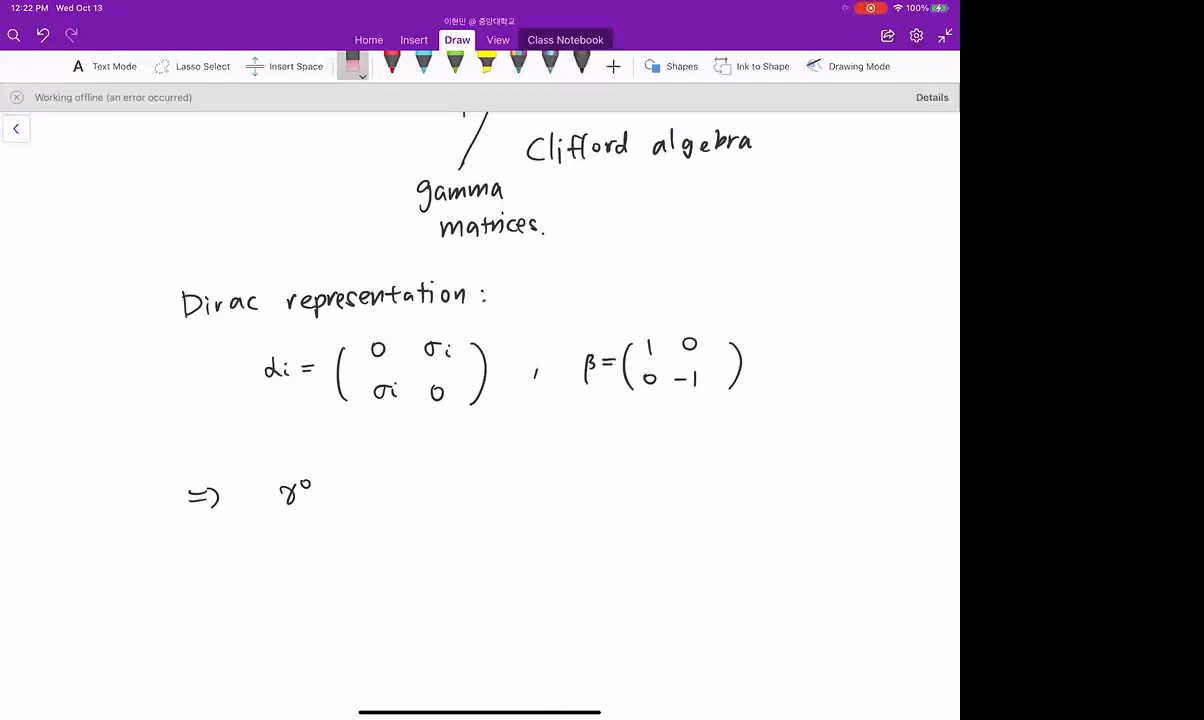 12:22 PM Wed Oct 13
100%
이현민 @ 중앙대학교
Home Insert Draw View Class Notebook
Text Mode Lasso Select Insert Space Shapes Ink to Shape Drawing Mode
Working offline (an error occurred) Details
Clifford algebra
gamma
matrices.
Dirac representation :
αi = ( 0 σi ; σi 0 ) , β = ( 1 0 ; 0 -1 )
⇒ γ⁰